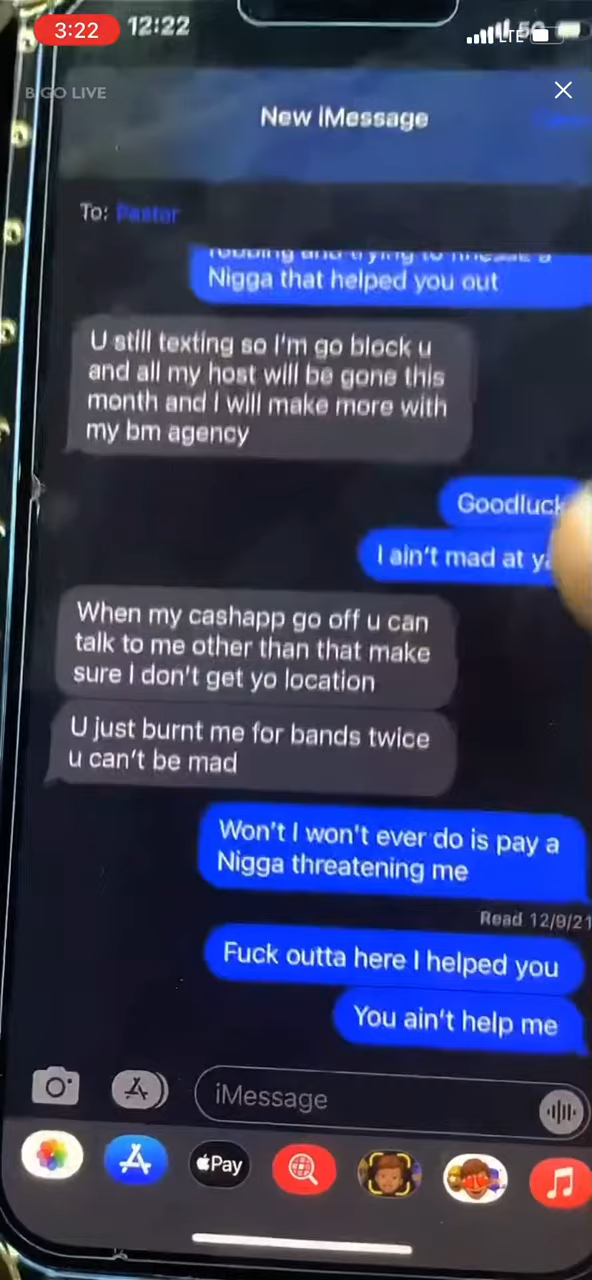 3:22 12:22
LTE
BIGO LIVE
New iMessage
To: Pastor
Nigga that helped you out
U still texting so I'm go block u
and all my host will be gone this
month and I will make more with
my bm agency
Goodluck
I ain't mad at
When my cashapp go off u can
talk to me other than that make
sure I don't get yo location
U just burnt me for bands twice
u can't be mad
Won't I won't ever do is pay a
Nigga threatening me
Read 12/9/21
Fuck outta here I helped you
You ain't help me
iMessage
Pay